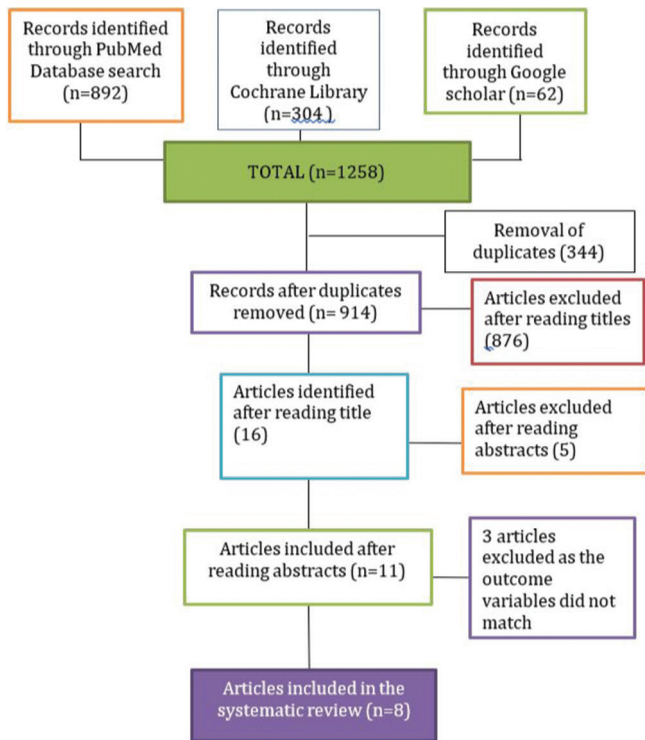 Records identified
through PubMed
Database search
(n=892)
Records
identified
through
Cochrane Library
(n=304)
Records
identified
through Google
scholar (n=62)
TOTAL (n=1258)
Removal of
duplicates (344)
Records after duplicates
removed (n= 914)
Articles excluded
after reading titles
(876)
Articles identified
after reading title
(16)
Articles excluded
after reading
abstracts (5)
Articles included after
reading abstracts (n=11)
3 articles
excluded as the
outcome
variables did not
match
Articles included in the
systematic review (n=8)